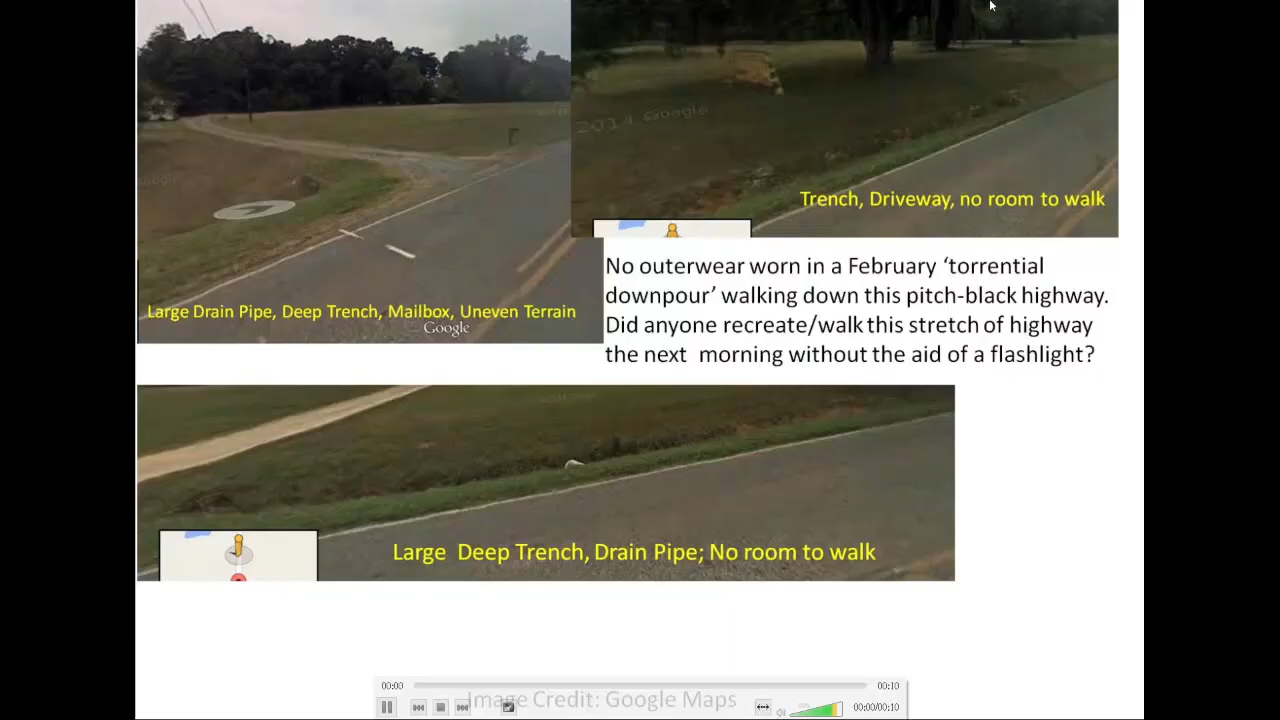 Google
2014 Google
Trench, Driveway, no room to walk
Large Drain Pipe, Deep Trench, Mailbox, Uneven Terrain
Google
No outerwear worn in a February ‘torrential
downpour’ walking down this pitch-black highway.
Did anyone recreate/walk this stretch of highway
the next  morning without the aid of a flashlight?
Large  Deep Trench, Drain Pipe; No room to walk
00:00
00:10
Image Credit: Google Maps
00:00/00:10